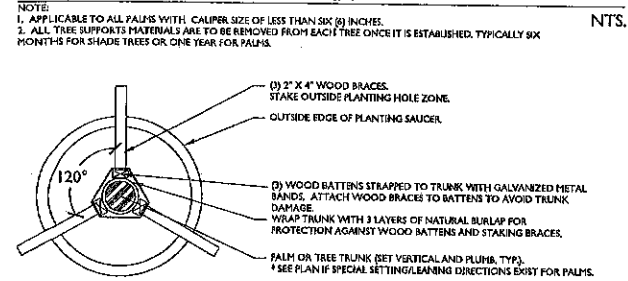 NOTE:
1. APPLICABLE TO ALL PALMS WITH CALIPER SIZE OF LESS THAN SIX (6) INCHES.
NTS.
2. ALL TREE SUPPORTS MATERIALS ARE TO BE REMOVED FROM EACH TREE ONCE IT IS ESTABLISHED, TYPICALLY SIX
MONTHS FOR SHADE TREES OR ONE YEAR FOR PALMS.
(3) 2" X 4" WOOD BRACES.
STAKE OUTSIDE PLANTING HOLE ZONE.
OUTSIDE EDGE OF PLANTING SAUCER.
120°
(3) WOOD BATTENS STRAPPED TO TRUNK WITH GALVANIZED METAL
BANDS, ATTACH WOOD BRACES TO BATTENS TO AVOID TRUNK
DAMAGE.
WRAP TRUNK WITH 3 LAYERS OF NATURAL BURLAP FOR
PROTECTION AGAINST WOOD BATTENS AND STAKING BRACES.
PALM OR TREE TRUNK (SET VERTICAL AND PLUMB, TYP.).
* SEE PLAN IF SPECIAL SETTING/LEANING DIRECTIONS EXIST FOR PALMS.